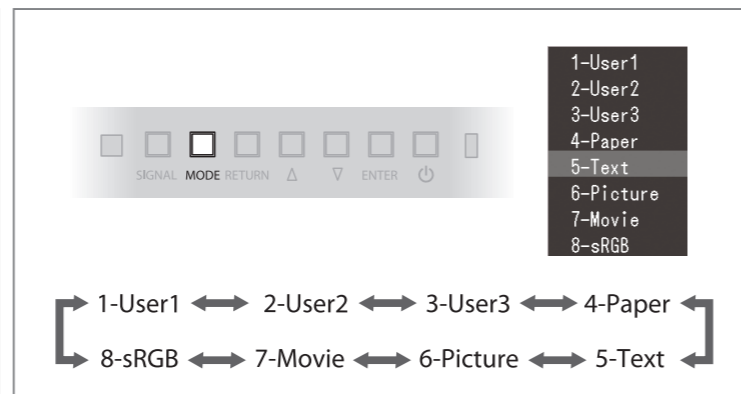 1-User1
2-User2
3-User3
4-Paper
5-Text
6-Picture
7-Movie
8-sRGB
SIGNAL MODE RETURN △ ▽ ENTER ⏻
1-User1 ↔ 2-User2 ↔ 3-User3 ↔ 4-Paper
8-sRGB ↔ 7-Movie ↔ 6-Picture ↔ 5-Text